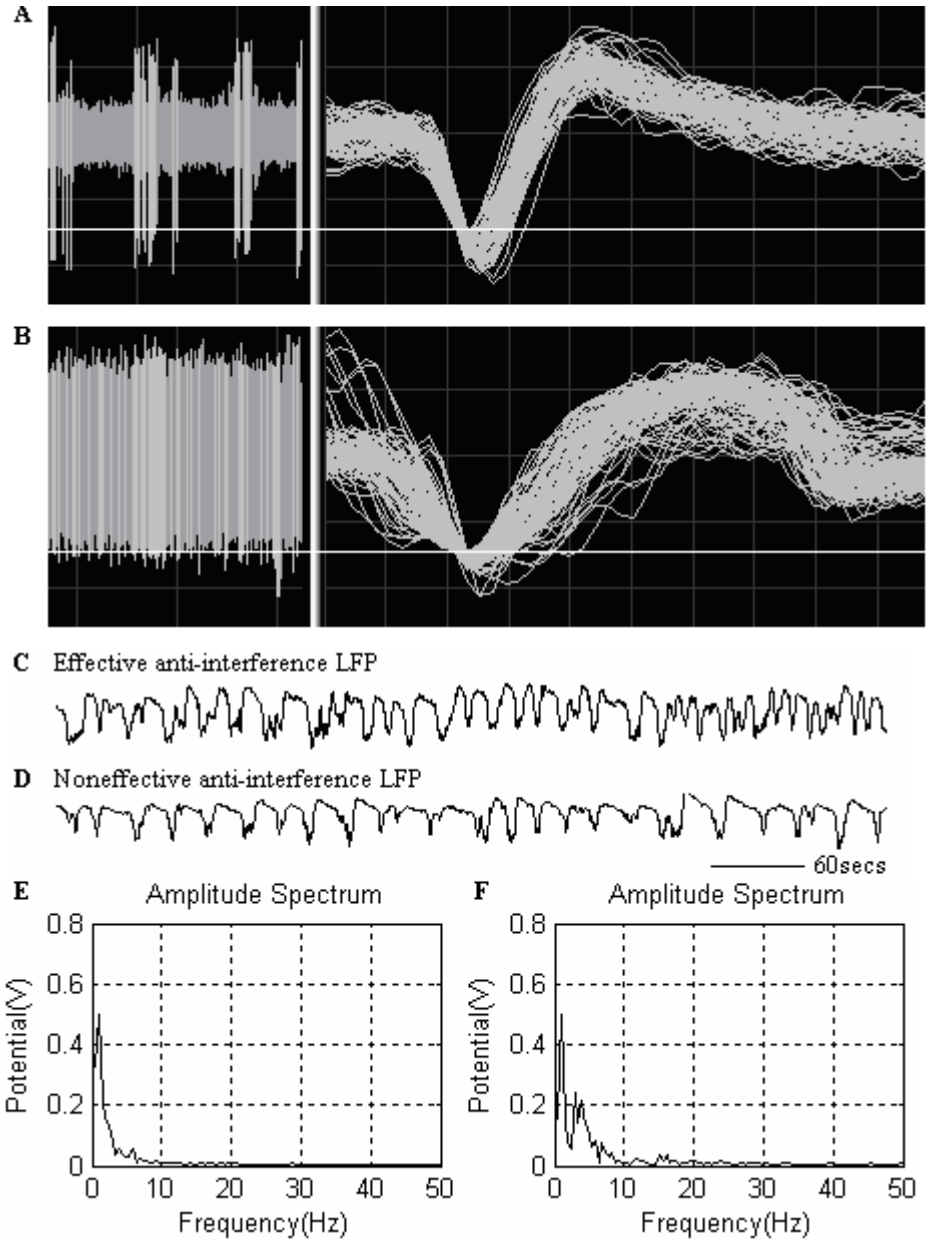 A
B
C Effective anti-interference LFP
D Noneffective anti-interference LFP
60secs
E Amplitude Spectrum
0.8
0.6
0.4
0.2
0
Potential(V)
0 10 20 30 40 50
Frequency(Hz)
F Amplitude Spectrum
0.8
0.6
0.4
0.2
0
Potential(V)
0 10 20 30 40 50
Frequency(Hz)